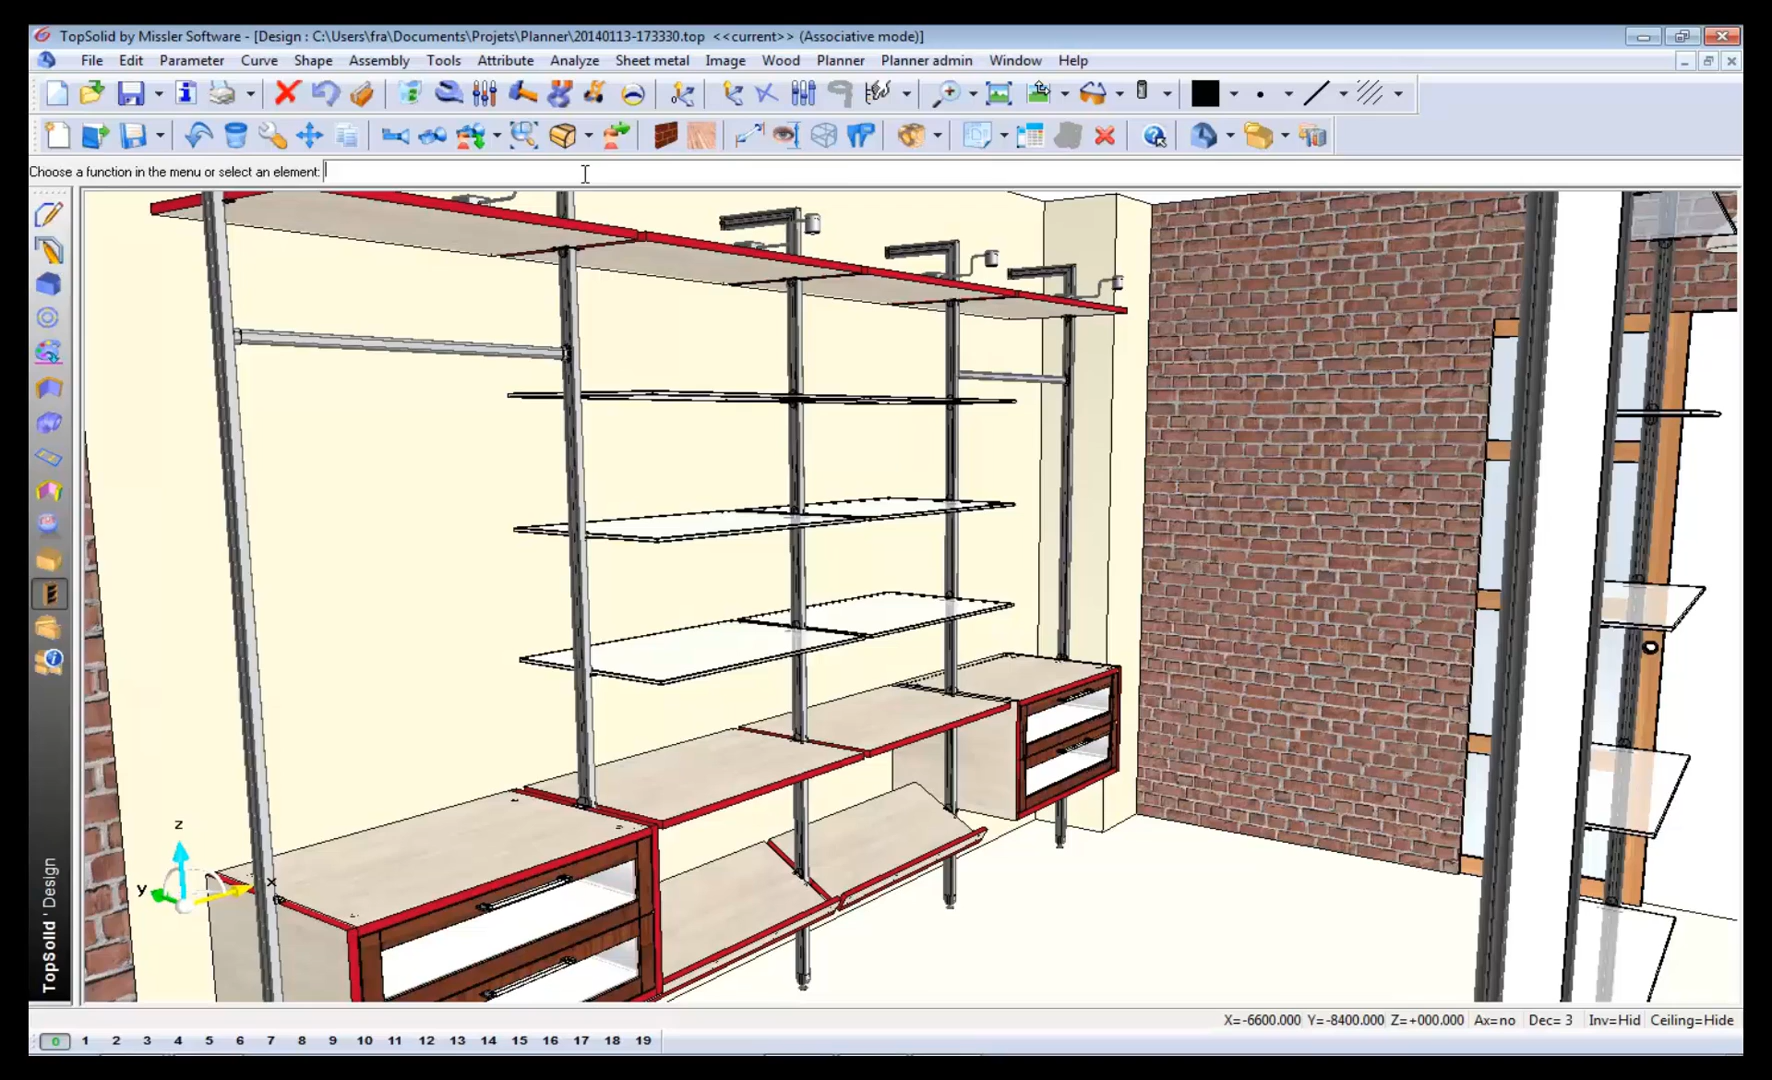 TopSolid by Missler Software - [Design : C:\Users\fra\Documents\Projets\Planner\20140113-173330.top <<current>> (Associative mode)]
File Edit Parameter Curve Shape Assembly Tools Attribute Analyze Sheet metal Image Wood Planner Planner admin Window Help
Choose a function in the menu or select an element:
z
y
x
TopSolid'Design
X=-6600.000 Y=-8400.000 Z=+000.000 Ax=no Dec= 3 Inv=Hid Ceiling=Hide
0 1 2 3 4 5 6 7 8 9 10 11 12 13 14 15 16 17 18 19